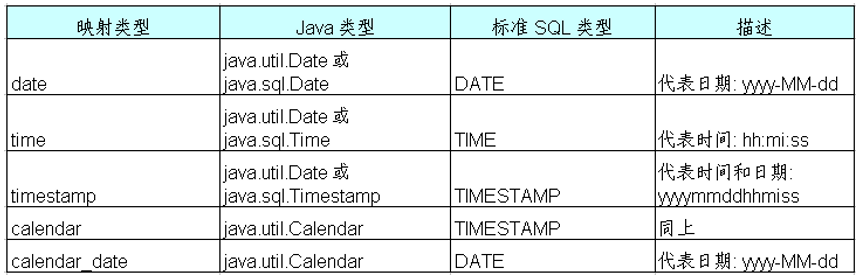 映射类型 Java 类型 标准 SQL 类型 描述
java.util.Date 或
date java.sql.Date DATE 代表日期: yyyy-MM-dd
java.util.Date 或
time java.sql.Time TIME 代表时间: hh:mi:ss
java.util.Date 或 代表时间和日期:
timestamp java.sql.Timestamp TIMESTAMP yyyymmddhhmiss
calendar java.util.Calendar TIMESTAMP 同上
calendar_date java.util.Calendar DATE 代表日期: yyyy-MM-dd